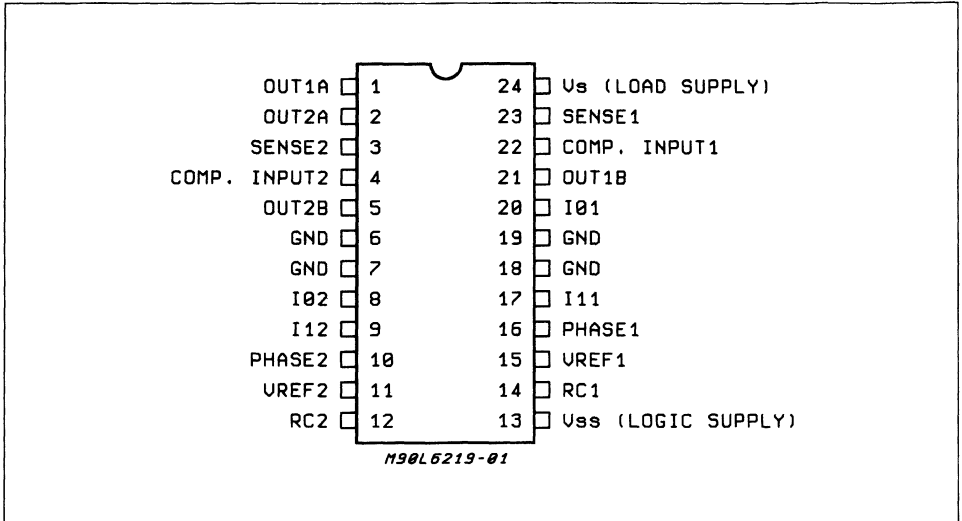 OUT1A 1 24 Vs (LOAD SUPPLY)
OUT2A 2 23 SENSE1
SENSE2 3 22 COMP. INPUT1
COMP. INPUT2 4 21 OUT1B
OUT2B 5 20 I01
GND 6 19 GND
GND 7 18 GND
I02 8 17 I11
I12 9 16 PHASE1
PHASE2 10 15 VREF1
VREF2 11 14 RC1
RC2 12 13 Vss (LOGIC SUPPLY)
M90L6219-01